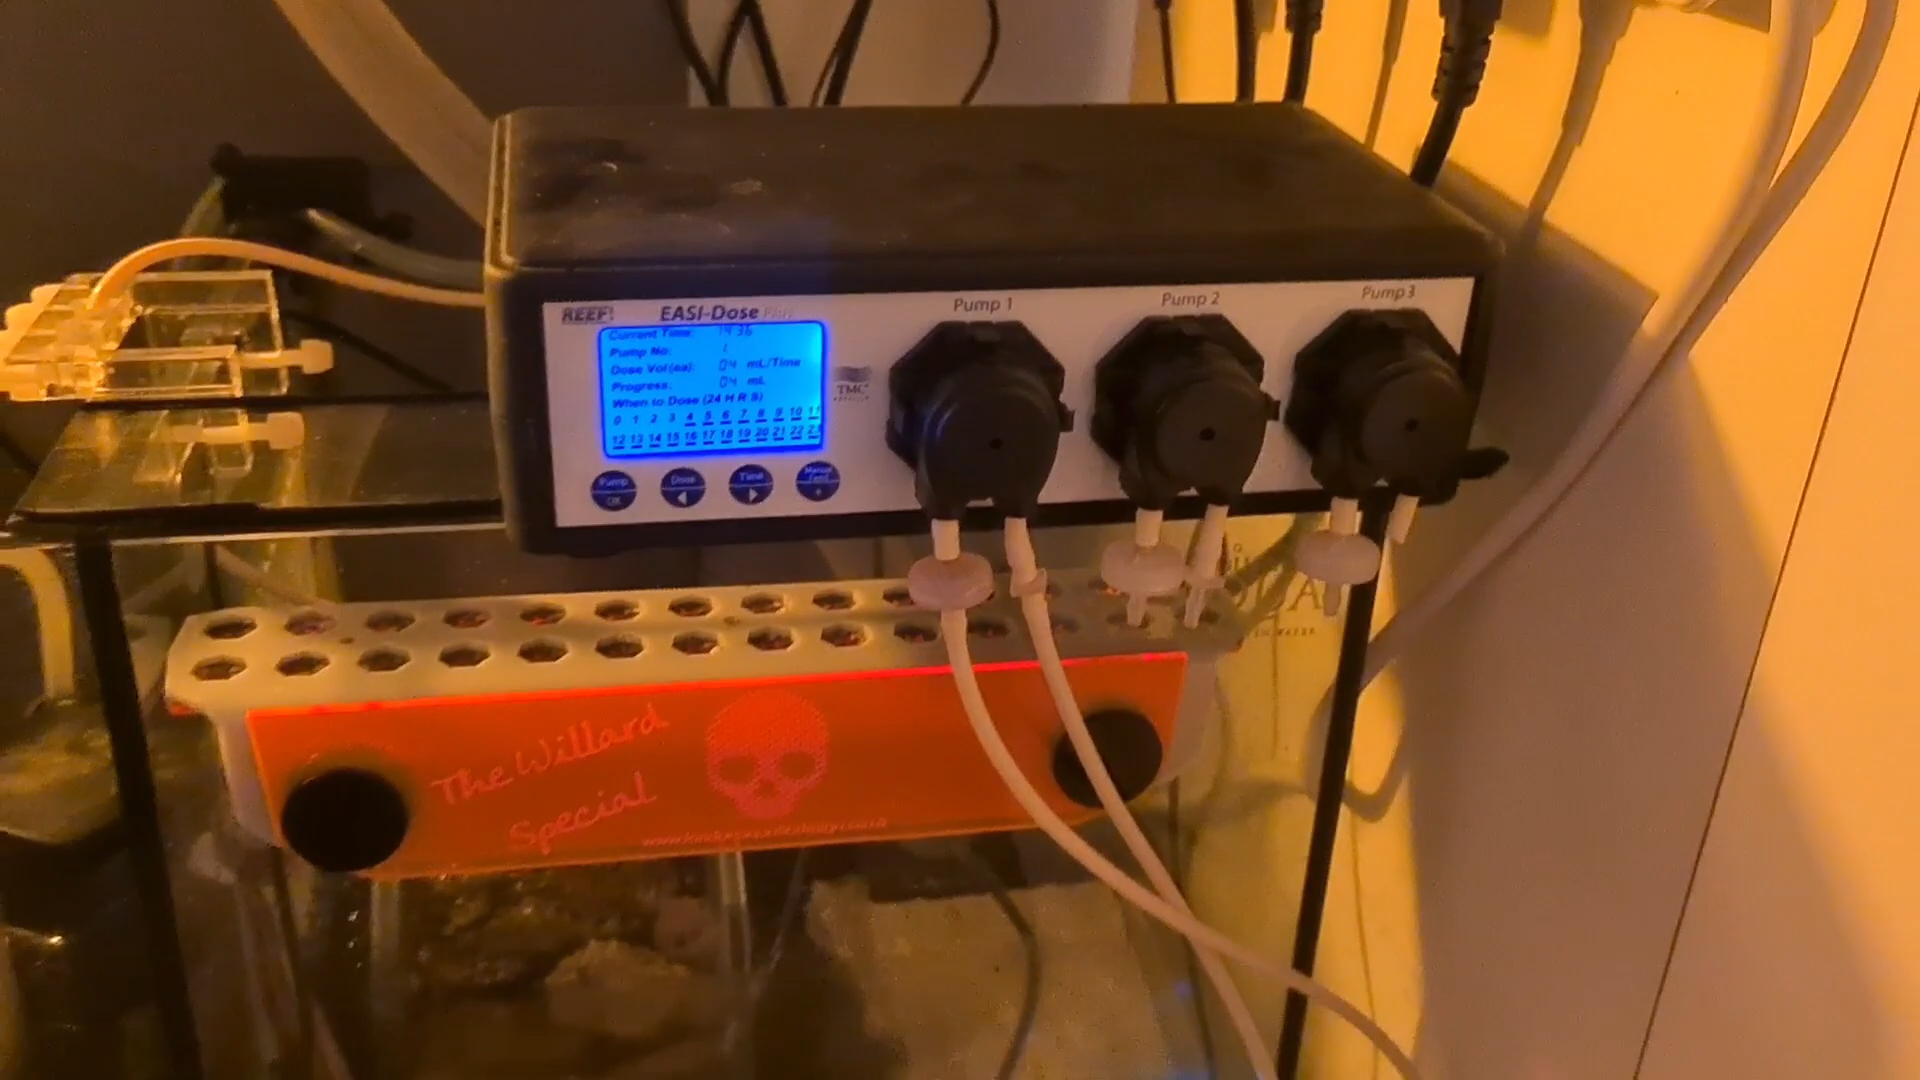 REEF!
EASI-Dose Plus
Pump 1
Pump 2
Pump 3
Current Time: 14 36
Pump No: 1
Dose Vol(ea): 04 mL/Time
Progress: 04 mL
When to Dose (24 H R S)
0 1 2 3 4 5 6 7 8 9 10 11
12 13 14 15 16 17 18 19 20 21 22 23
TMC
Pump
OK
Dose
Time
Manual
The Willard
Special